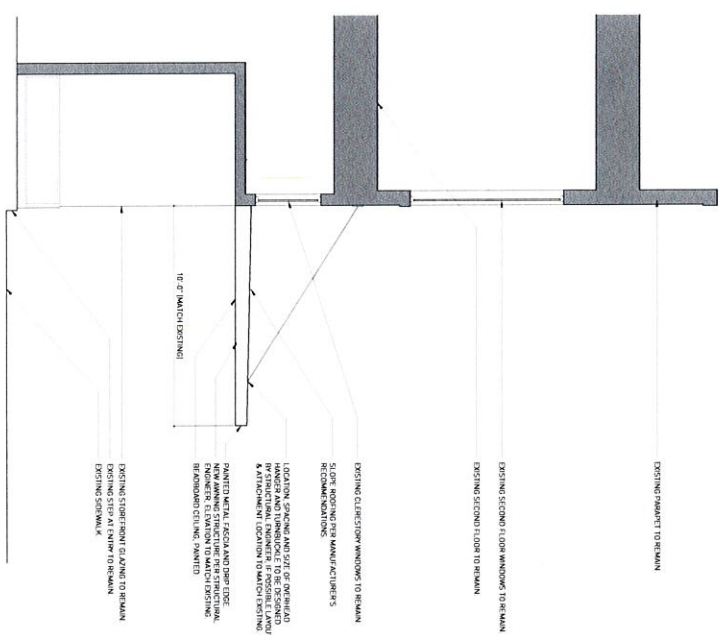 EXISTING PARAPET TO REMAIN
EXISTING SECOND FLOOR WINDOWS TO REMAIN
EXISTING SECOND FLOOR TO REMAIN
EXISTING CLERESTORY WINDOWS TO REMAIN
SLOPE ROOFING PER MANUFACTURER'S
RECOMMENDATIONS
LOCATION, SPACING AND SIZE OF OVERHEAD
HANGER AND TURNBUCKLE TO BE DESIGNED
BY STRUCTURAL ENGINEER. IF POSSIBLE LAYOU
& ATTACHMENT LOCATION TO MATCH EXISTING
PAINTED METAL FASCIA AND DRIP EDGE
NEW AWNING STRUCTURE PER STRUCTURAL
ENGINEER. ELEVATION TO MATCH EXISTING
BEADBOARD CEILING, PAINTED
10'-0" [MATCH EXISTING]
EXISTING STOREFRONT GLAZING TO REMAIN
EXISTING STEP AT ENTRY TO REMAIN
EXISTING SIDEWALK